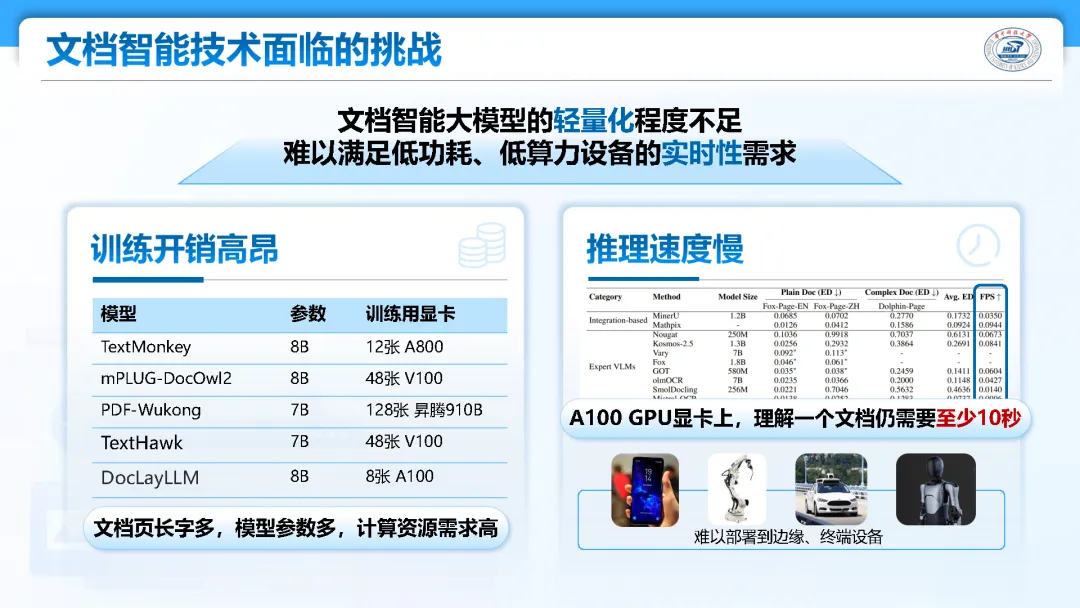 文档智能技术面临的挑战
文档智能大模型的轻量化程度不足
难以满足低功耗、低算力设备的实时性需求
训练开销高昂
模型 参数 训练用显卡
TextMonkey 8B 12张 A800
mPLUG-DocOwl2 8B 48张 V100
PDF-Wukong 7B 128张 昇腾910B
TextHawk 7B 48张 V100
DocLayLLM 8B 8张 A100
文档页长字多，模型参数多，计算资源需求高
推理速度慢
Category Method Model Size Plain Doc (ED ↓) Complex Doc (ED ↓) Avg. ED FPS ↑
Fox-Page-EN Fox-Page-ZH Dolphin-Page
Integration-based MinerU 1.2B 0.0685 0.0702 0.2770 0.1732 0.0350
Mathpix - 0.0126 0.0412 0.1586 0.0924 0.0944
Expert VLMs Nougat 250M 0.1036 0.9918 0.7037 0.6131 0.0673
Kosmos-2.5 1.3B 0.0256 0.2932 0.3864 0.2691 0.0841
Vary 7B 0.092* 0.113* - - -
Fox 1.8B 0.046* 0.061* - - -
GOT 580M 0.035* 0.038* 0.2459 0.1411 0.0604
olmOCR 7B 0.0235 0.0366 0.2000 0.1148 0.0427
SmolDocling 256M 0.0221 0.7046 0.5632 0.4636 0.0140
A100 GPU显卡上，理解一个文档仍需要至少10秒
难以部署到边缘、终端设备